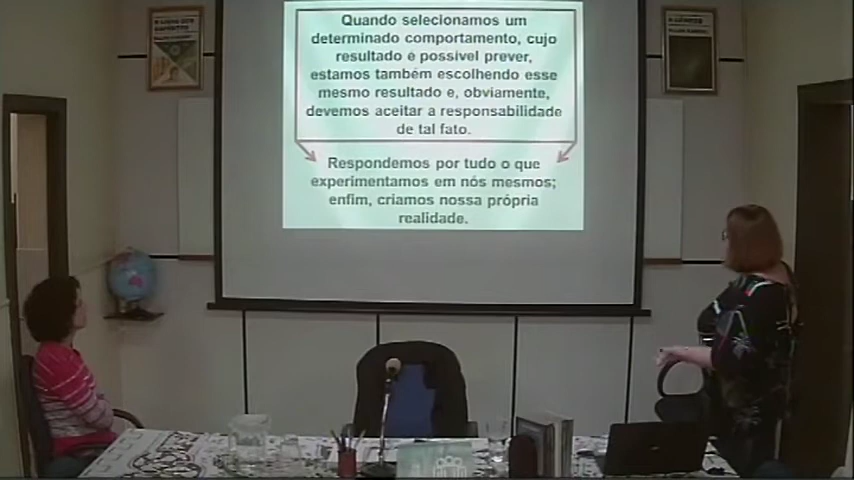 Quando selecionamos um
determinado comportamento, cujo
resultado é possível prever,
estamos também escolhendo esse
mesmo resultado e, obviamente,
devemos aceitar a responsabilidade
de tal fato.
Respondemos por tudo o que
experimentamos em nós mesmos;
enfim, criamos nossa própria
realidade.